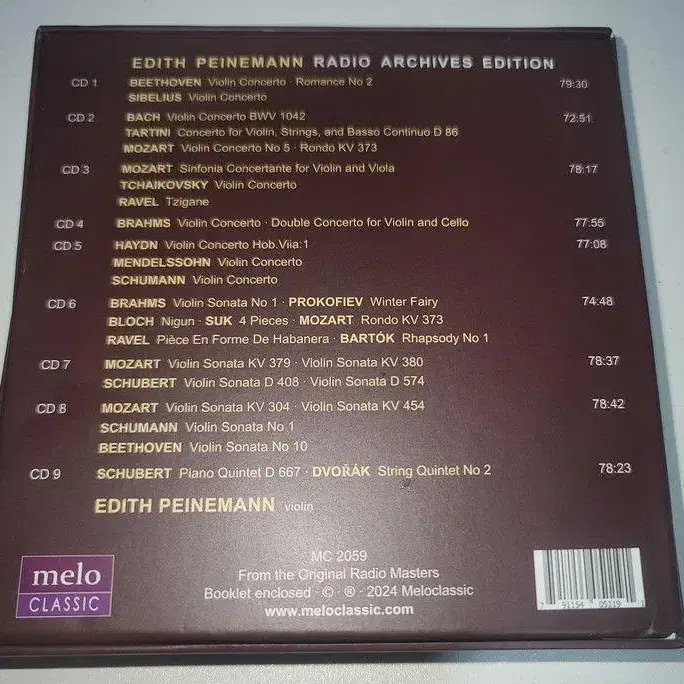 EDITH PEINEMANN RADIO ARCHIVES EDITION
CD 1 BEETHOVEN Violin Concerto · Romance No 2 79:30
SIBELIUS Violin Concerto
CD 2 BACH Violin Concerto BWV 1042 72:51
TARTINI Concerto for Violin, Strings, and Basso Continuo D 86
MOZART Violin Concerto No 5 · Rondo KV 373
CD 3 MOZART Sinfonia Concertante for Violin and Viola 78:17
TCHAIKOVSKY Violin Concerto
RAVEL Tzigane
CD 4 BRAHMS Violin Concerto · Double Concerto for Violin and Cello 77:55
CD 5 HAYDN Violin Concerto Hob.Viia:1 77:08
MENDELSSOHN Violin Concerto
SCHUMANN Violin Concerto
CD 6 BRAHMS Violin Sonata No 1 · PROKOFIEV Winter Fairy 74:48
BLOCH Nigun · SUK 4 Pieces · MOZART Rondo KV 373
RAVEL Pièce En Forme De Habanera · BARTÓK Rhapsody No 1
CD 7 MOZART Violin Sonata KV 379 · Violin Sonata KV 380 78:37
SCHUBERT Violin Sonata D 408 · Violin Sonata D 574
CD 8 MOZART Violin Sonata KV 304 · Violin Sonata KV 454 78:42
SCHUMANN Violin Sonata No 1
BEETHOVEN Violin Sonata No 10
CD 9 SCHUBERT Piano Quintet D 667 · DVOŘÁK String Quintet No 2 78:23
EDITH PEINEMANN violin
MC 2059
From the Original Radio Masters
Booklet enclosed · © · ® · 2024 Meloclassic
www.meloclassic.com
melo
CLASSIC
7 91154 05119